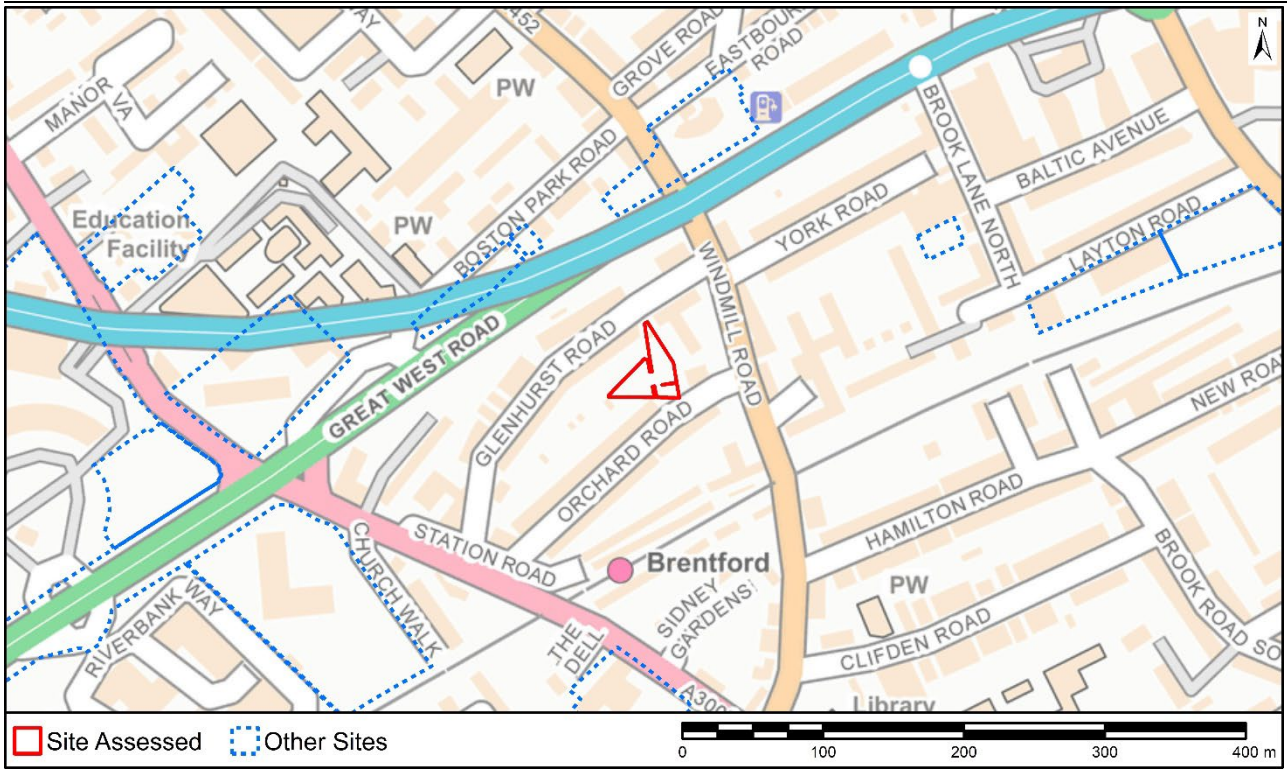 WAY
452
GROVE ROAD
EASTBOURNE
ROAD
N
PW
MANOR
VA
BROOK LANE NORTH
BALTIC AVENUE
BOSTON PARK ROAD
YORK ROAD
LAYTON ROAD
Education
Facility
PW
WINDMILL ROAD
GREAT WEST ROAD
GLENHURST ROAD
ORCHARD ROAD
NEW ROA
HAMILTON ROAD
STATION ROAD
CHURCH WALK
Brentford
BROOK ROAD SO
RIVERBANK WAY
THE
DELL
SIDNEY
GARDENS
PW
CLIFDEN ROAD
A300
Library
Site Assessed
Other Sites
0 100 200 300 400 m